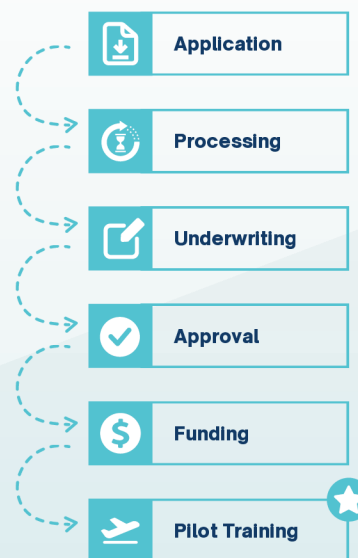 Application
Processing
Underwriting
Approval
Funding
Pilot Training